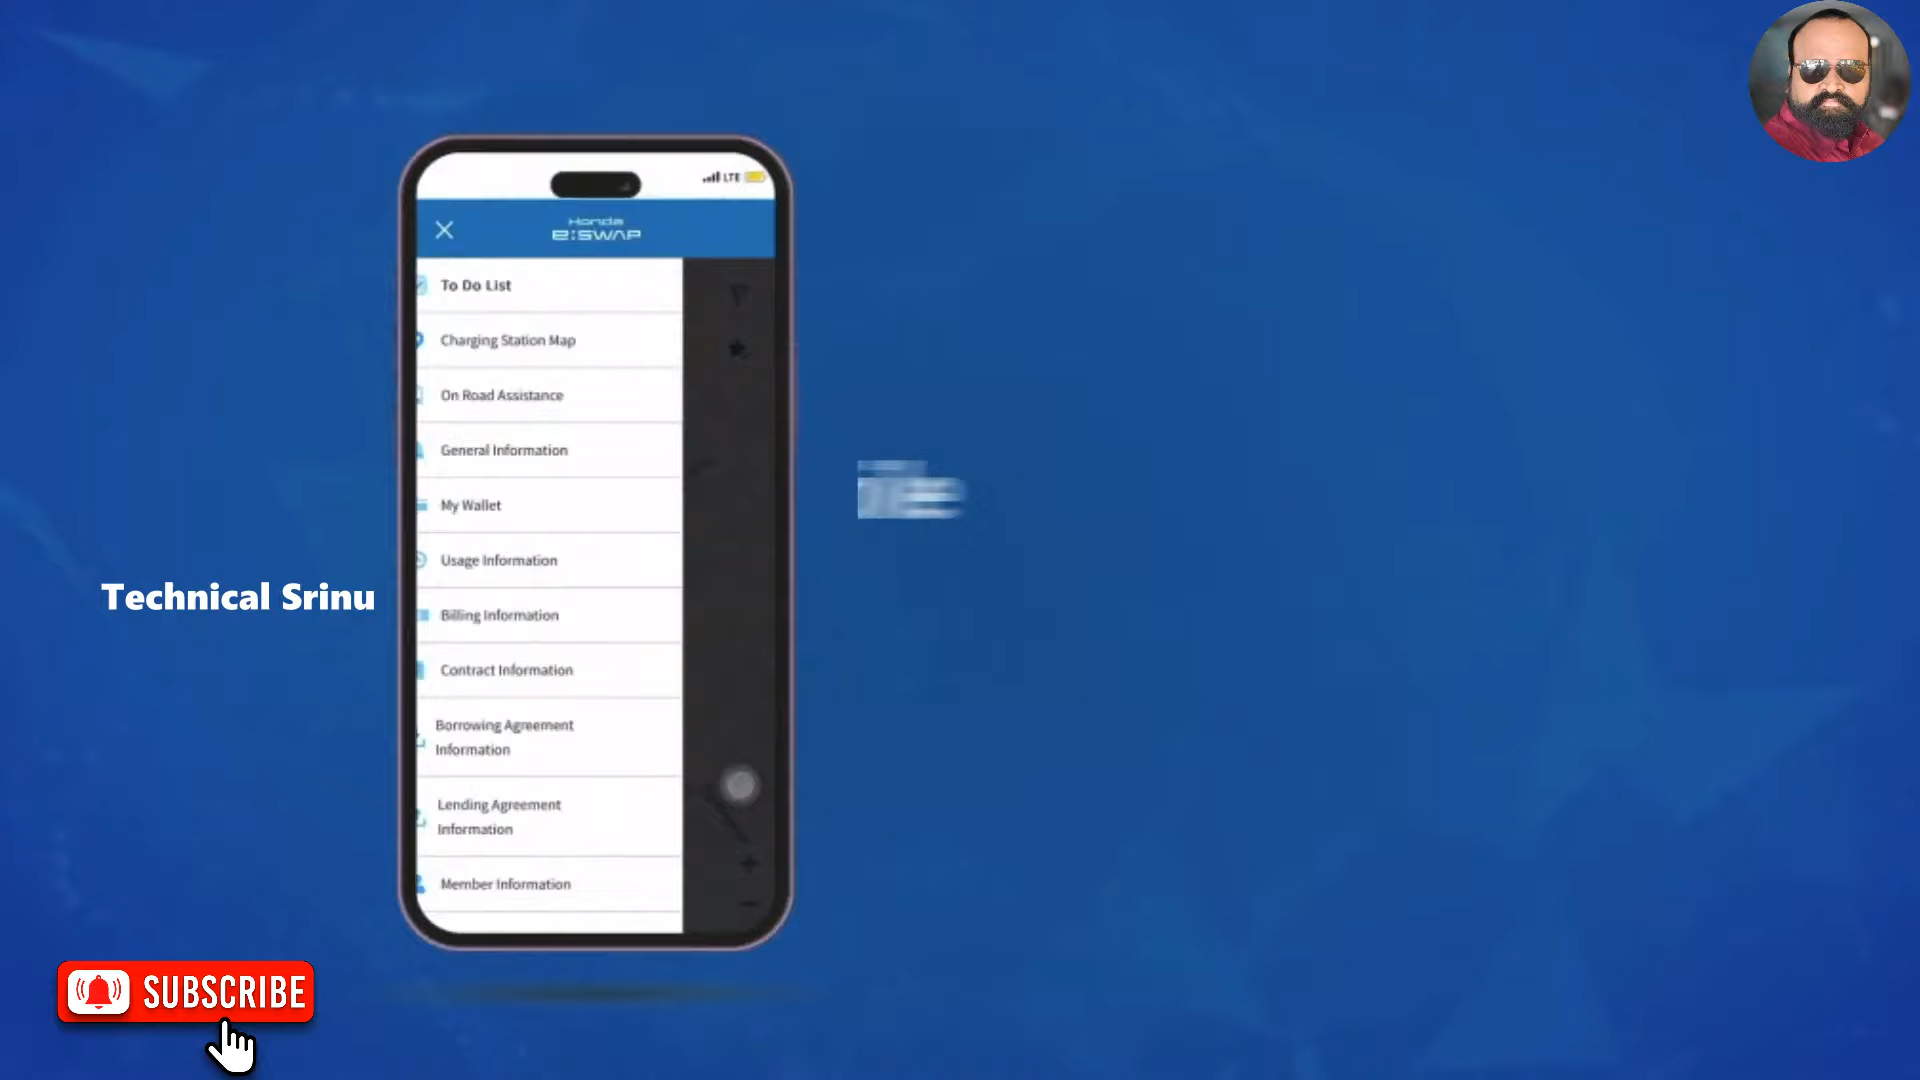 LTE
Honda
e:SWAP
To Do List
Charging Station Map
On Road Assistance
General Information
My Wallet
Usage Information
Billing Information
Contract Information
Borrowing Agreement
Information
Lending Agreement
Information
Member Information
Technical Srinu
SUBSCRIBE